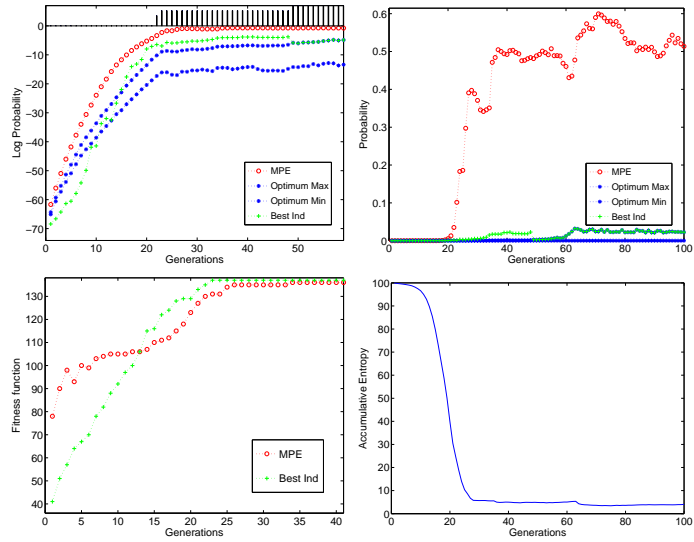 0
−10
−20
−30
−40
−50
−60
−70
Log Probability
MPE
Optimum Max
Optimum Min
Best Ind
0 10 20 30 40 50
Generations
0.6
0.5
0.4
0.3
0.2
0.1
0
Probability
MPE
Optimum Max
Optimum Min
Best Ind
0 20 40 60 80 100
Generations
130
120
110
100
90
80
70
60
50
40
Fitness function
MPE
Best Ind
0 5 10 15 20 25 30 35 40
Generations
100
90
80
70
60
50
40
30
20
10
0
Accumulative Entropy
0 20 40 60 80 100
Generations